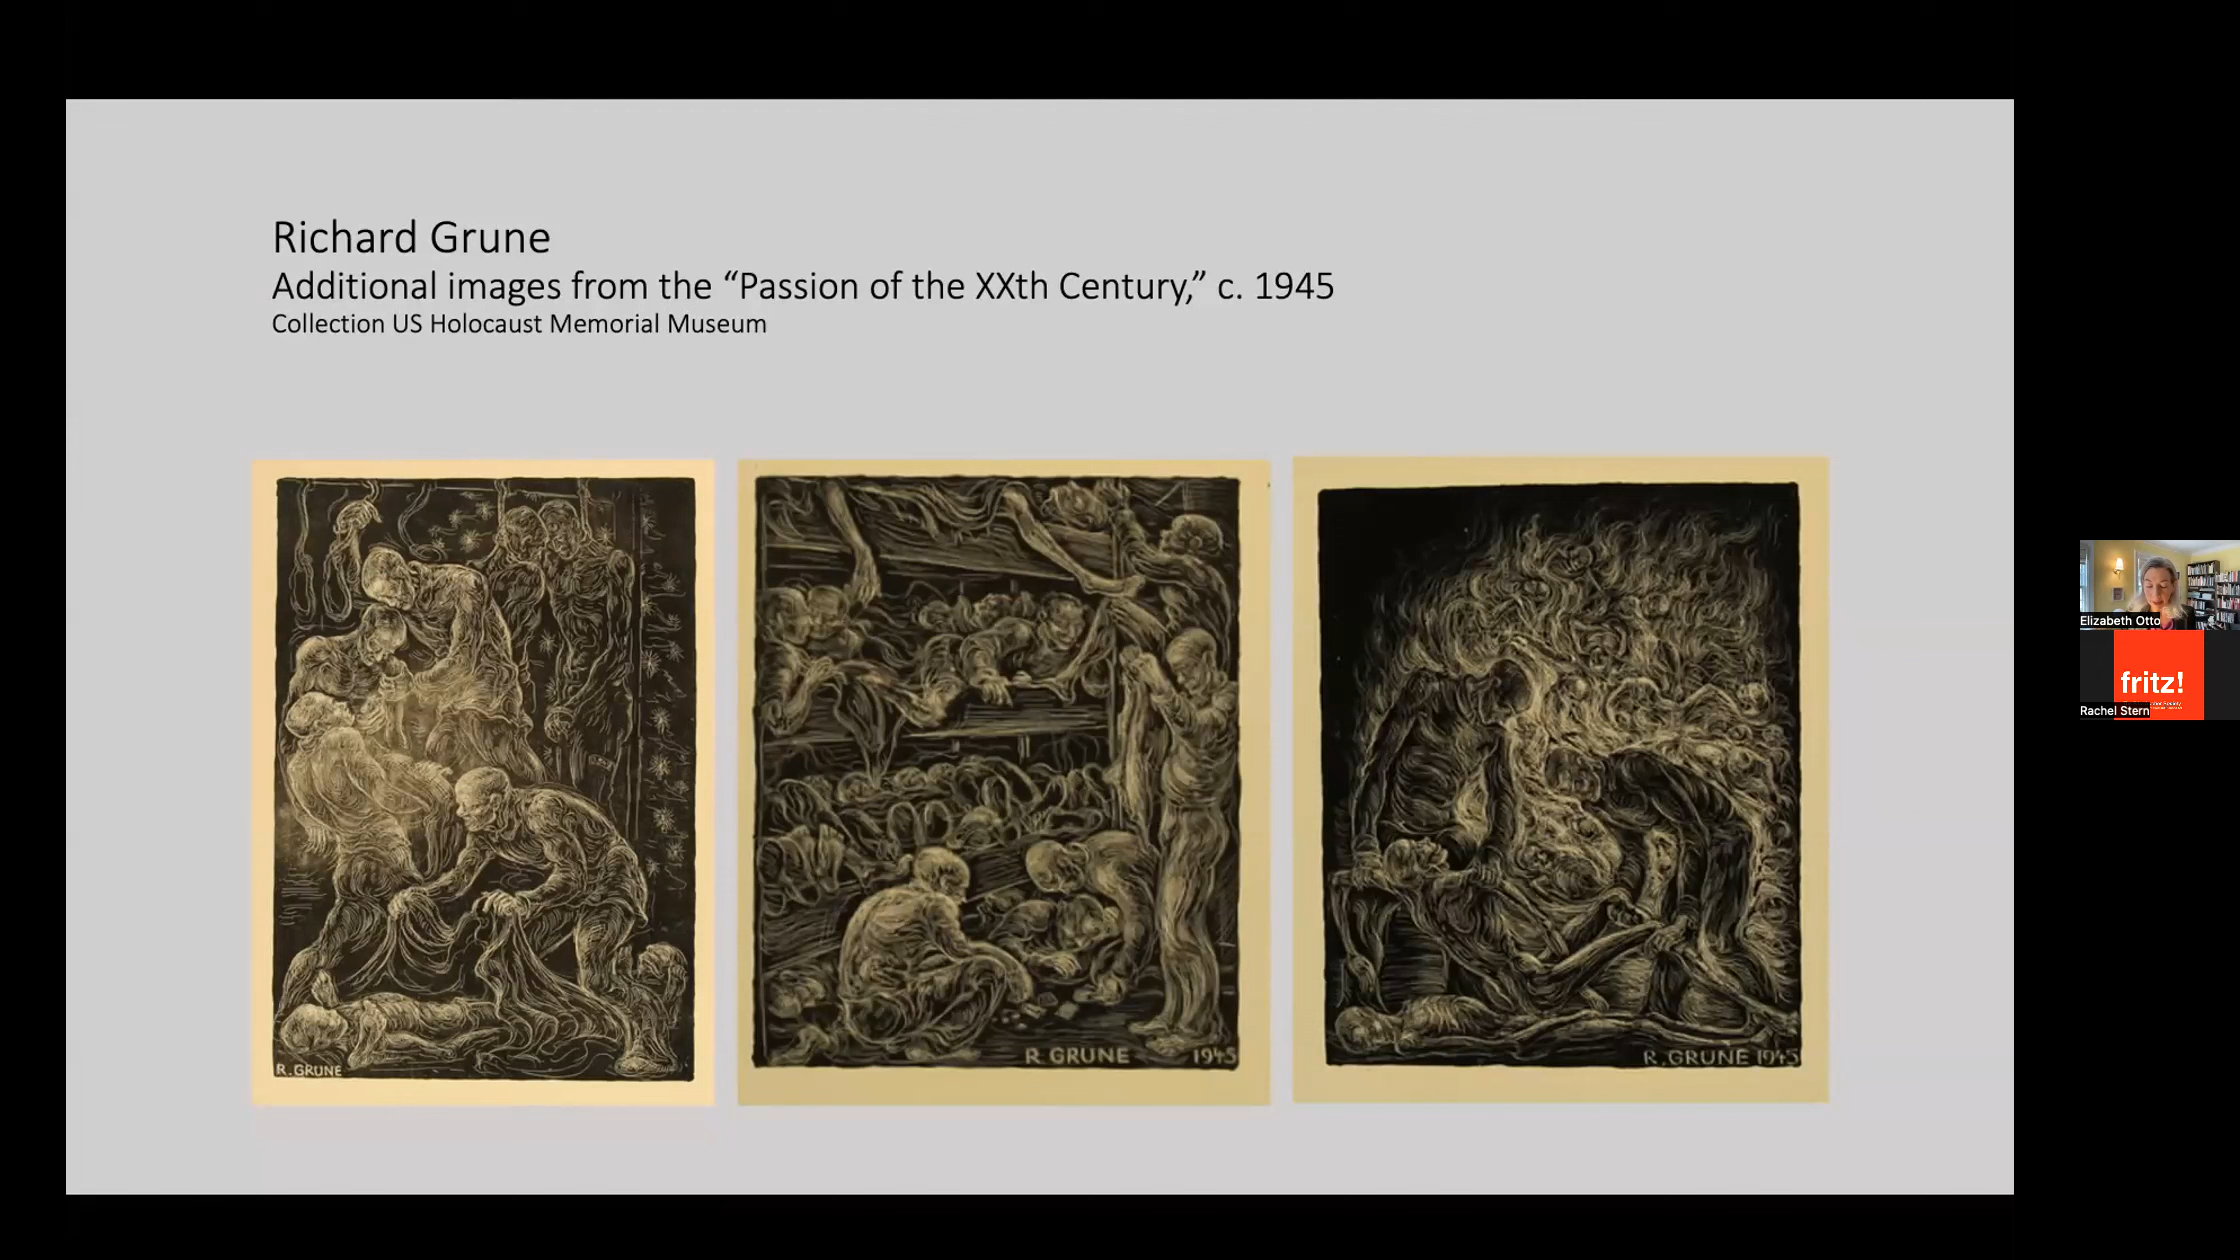 Richard Grune
Additional images from the “Passion of the XXth Century,” c. 1945
Collection US Holocaust Memorial Museum
R. GRUNE
R GRUNE 1945
R. GRUNE 1945
Elizabeth Otto
fritz!
Rachel Stern